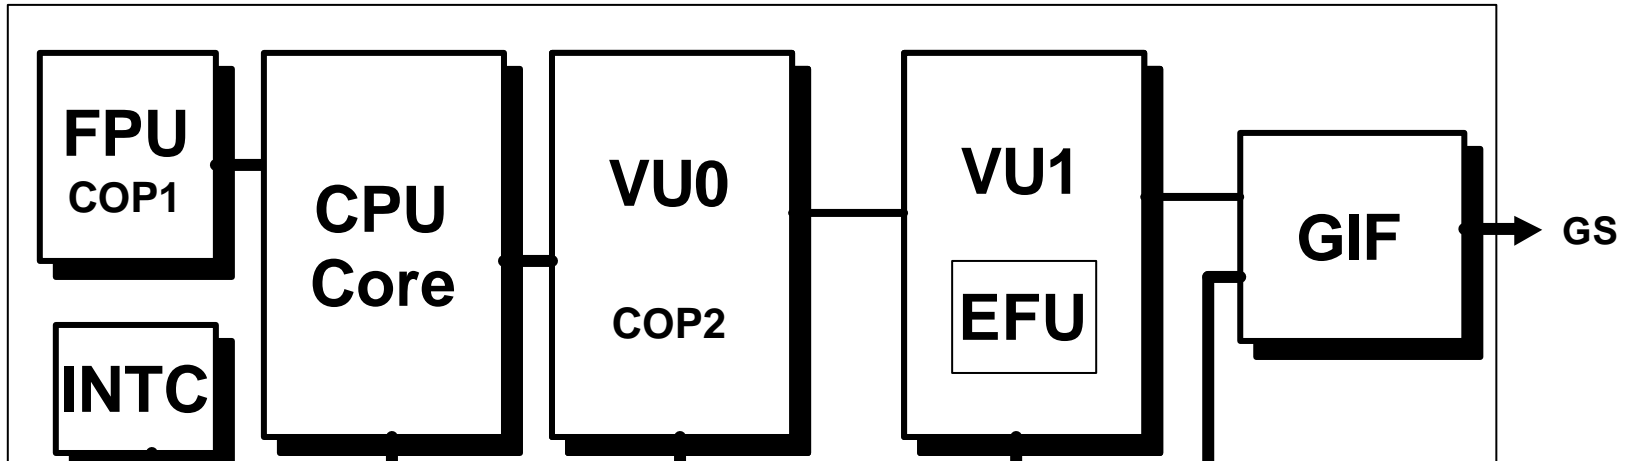 FPU
COP1
CPU
Core
VU0
COP2
VU1
EFU
GIF
GS
INTC